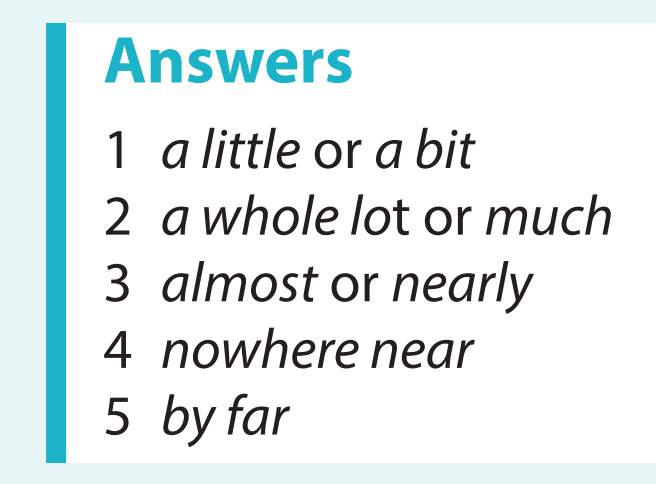 Answers
1 a little or a bit
2 a whole lot or much
3 almost or nearly
4 nowhere near
5 by far